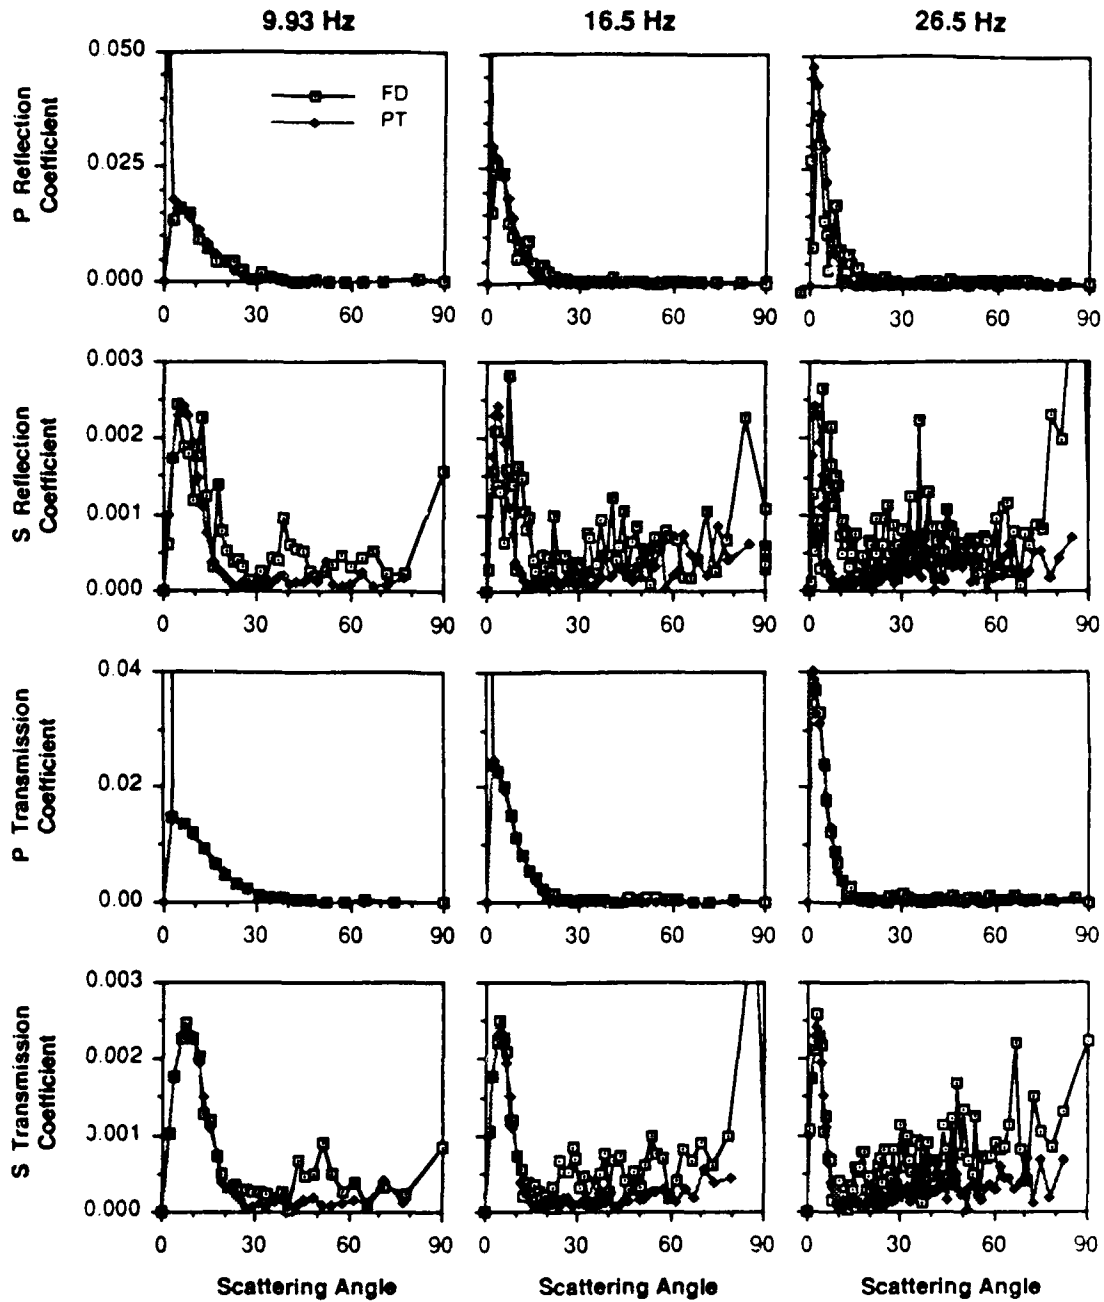 9.93 Hz 16.5 Hz 26.5 Hz
P Reflection
Coefficient
0.050
0.025
0.000
FD
PT
0 30 60 90 0 30 60 90 0 30 60 90
S Reflection
Coefficient
0.003
0.002
0.001
0.000
0 30 60 90 0 30 60 90 0 30 60 90
P Transmission
Coefficient
0.04
0.02
0.00
0 30 60 90 0 30 60 90 0 30 60 90
S Transmission
Coefficient
0.003
0.002
0.001
0.000
0 30 60 90 0 30 60 90 0 30 60 90
Scattering Angle Scattering Angle Scattering Angle